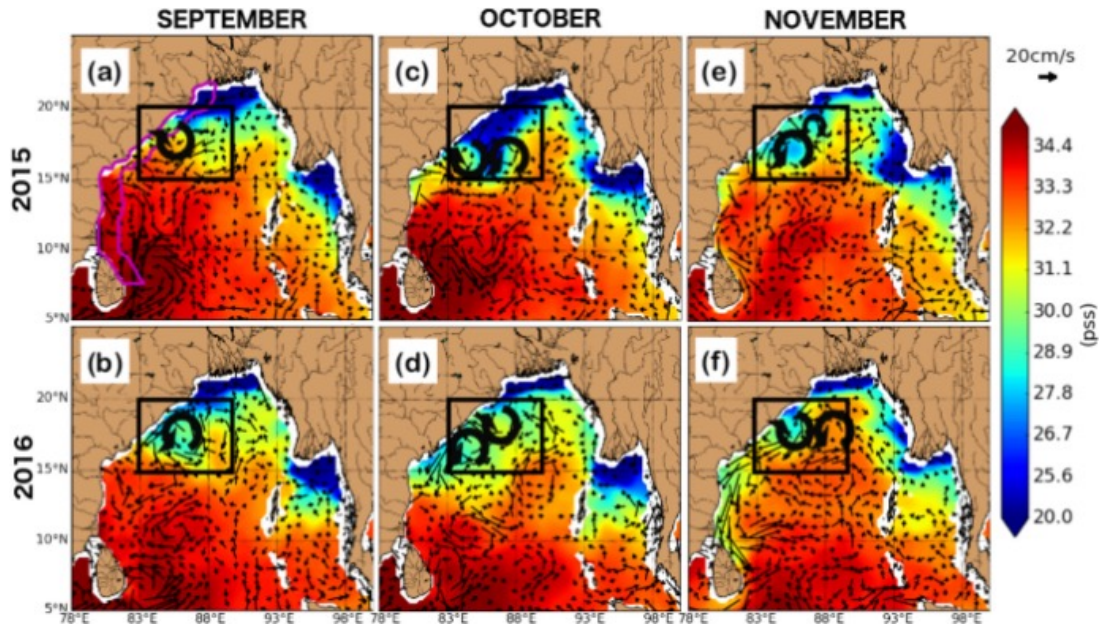 SEPTEMBER OCTOBER NOVEMBER
20cm/s
2015
(a) (c) (e)
20°N
15°N
10°N
5°N
2016
(b) (d) (f)
20°N
15°N
10°N
5°N
78°E 83°E 88°E 93°E 98°E 78°E 83°E 88°E 93°E 98°E 78°E 83°E 88°E 93°E 98°E
34.4
33.3
32.2
31.1
30.0
28.9
27.8
26.7
25.6
20.0
(pss)